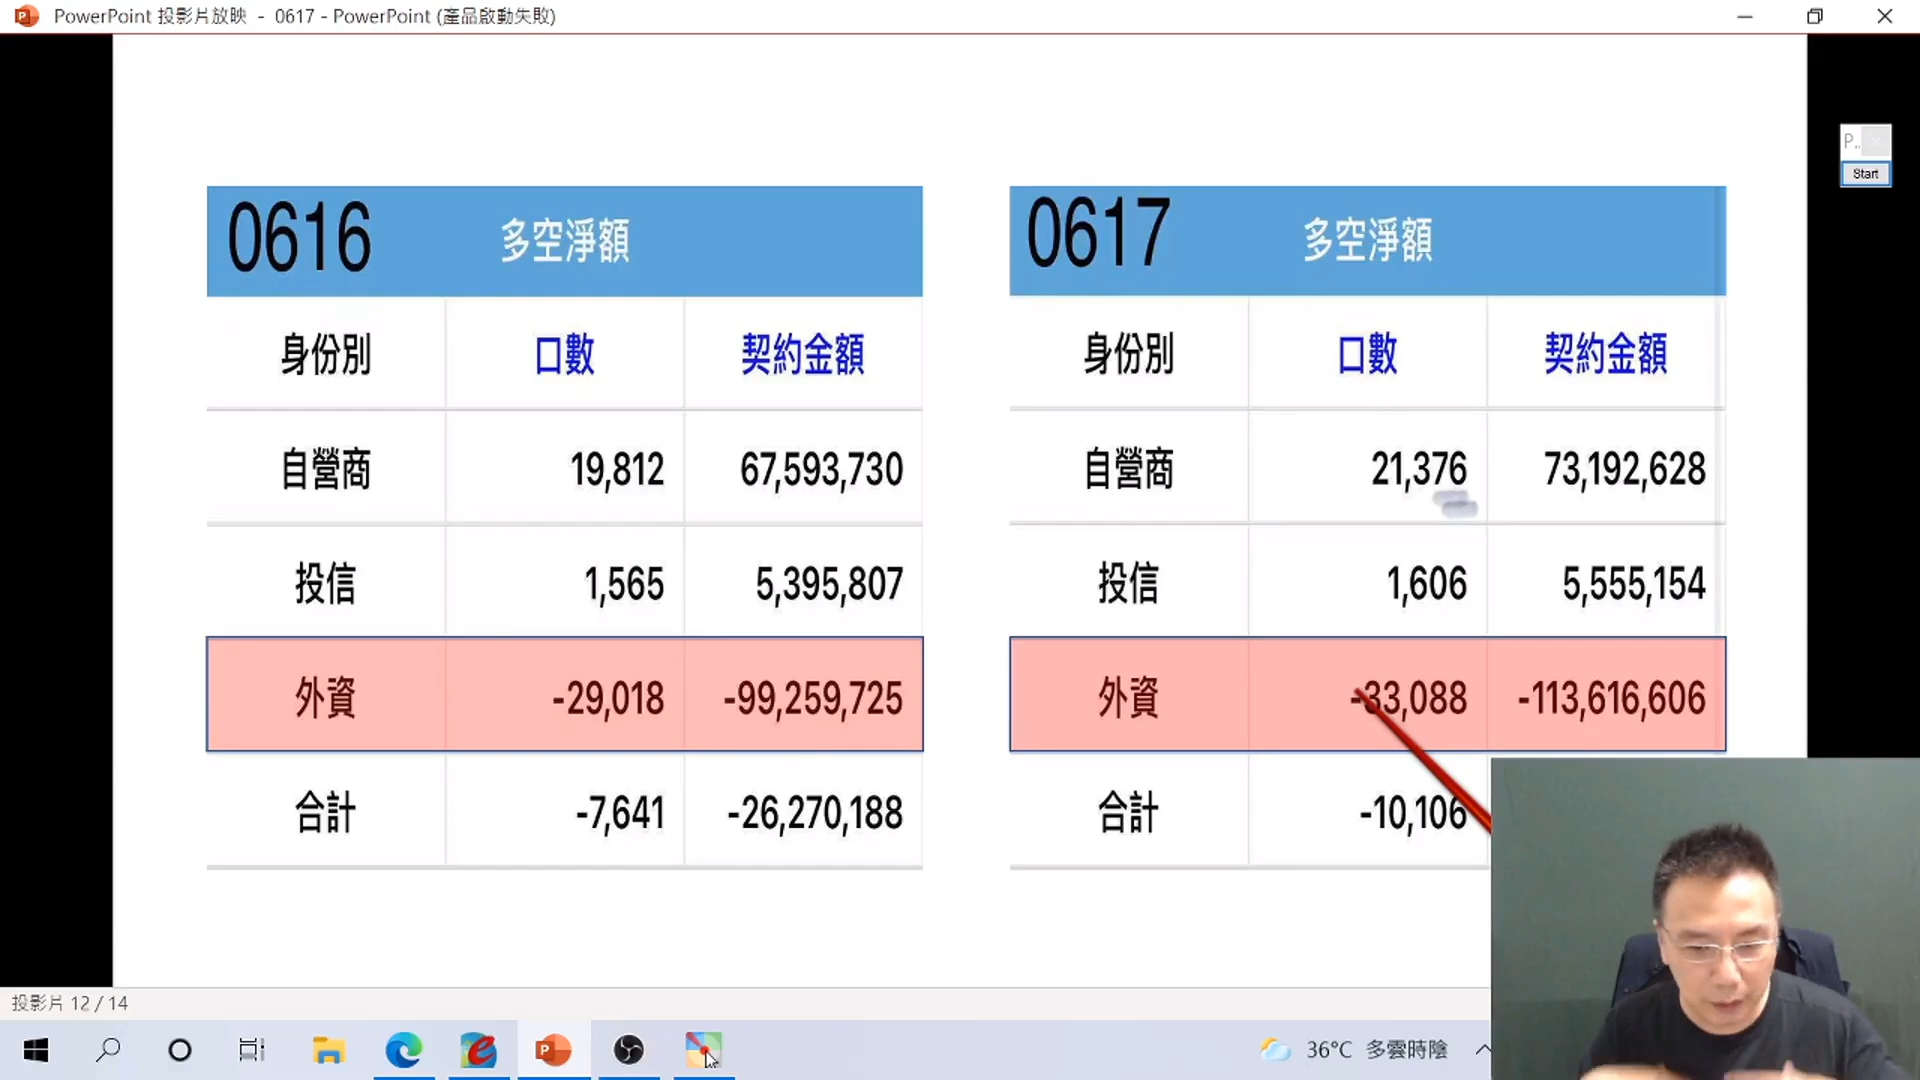 PowerPoint 投影片放映 - 0617 - PowerPoint (產品啟動失敗)
P..
Start
0616 多空淨額
身份別 口數 契約金額
自營商 19,812 67,593,730
投信 1,565 5,395,807
外資 -29,018 -99,259,725
合計 -7,641 -26,270,188
0617 多空淨額
身份別 口數 契約金額
自營商 21,376 73,192,628
投信 1,606 5,555,154
外資 -33,088 -113,616,606
合計 -10,106
投影片 12 / 14
36°C 多雲時陰